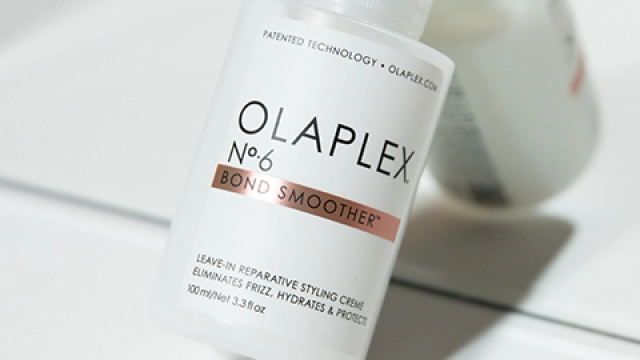 PATENTED TECHNOLOGY • OLAPLEX.COM
OLAPLEX
Nº.6
BOND SMOOTHER™
LEAVE-IN REPARATIVE STYLING CREME
ELIMINATES FRIZZ, HYDRATES & PROTECTS
100ml/Net 3.3 fl oz